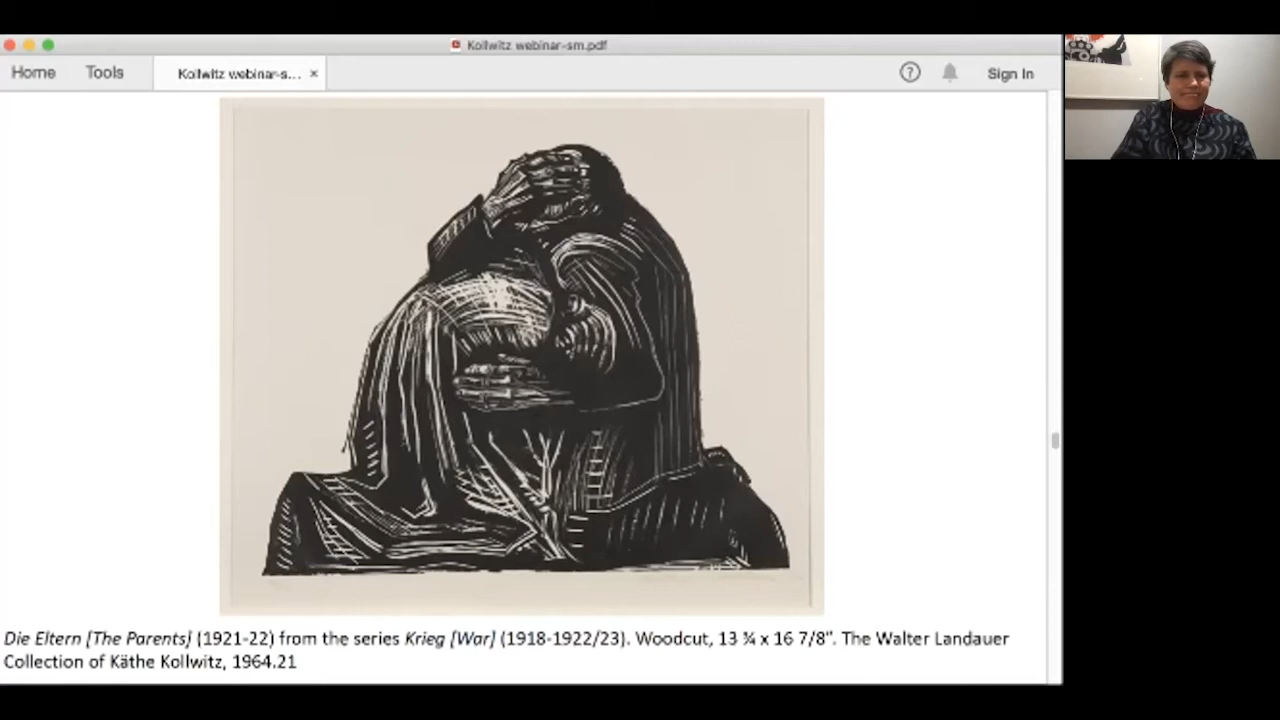 Kollwitz webinar-sm.pdf
Home Tools Kollwitz webinar-s... × ? Sign In
Die Eltern [The Parents] (1921-22) from the series Krieg [War] (1918-1922/23). Woodcut, 13 ¾ x 16 7/8”. The Walter Landauer
Collection of Käthe Kollwitz, 1964.21